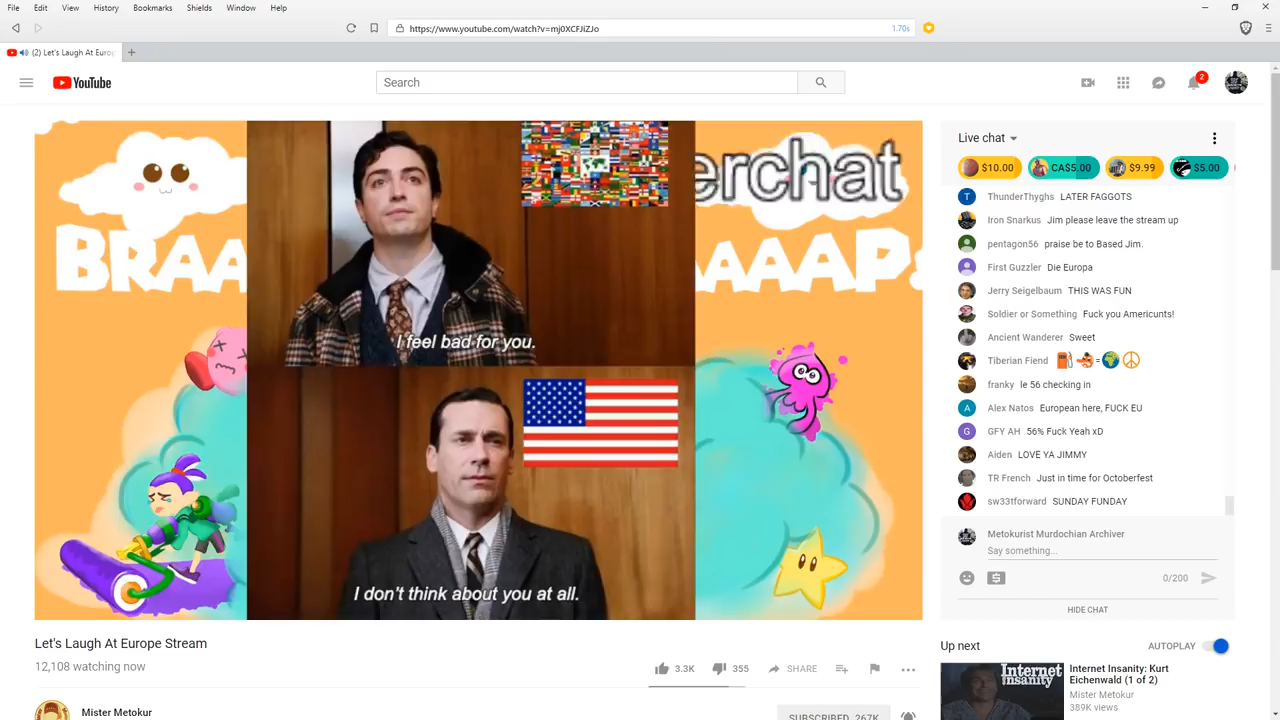 File Edit View History Bookmarks Shields Window Help
https://www.youtube.com/watch?v=mj0XCFJiZJo 1.70s
(2) Let's Laugh At Europ
YouTube
Search
2
BRAA
erchat
AAAAP!
I feel bad for you.
I don't think about you at all.
Live chat
$10.00 CA$5.00 $9.99 $5.00
T ThunderThyghs LATER FAGGOTS
Iron Snarkus Jim please leave the stream up
pentagon56 praise be to Based Jim.
First Guzzler Die Europa
Jerry Seigelbaum THIS WAS FUN
Soldier or Something Fuck you Americunts!
Ancient Wanderer Sweet
Tiberian Fiend =
franky le 56 checking in
A Alex Natos European here, FUCK EU
G GFY AH 56% Fuck Yeah xD
Aiden LOVE YA JIMMY
TR French Just in time for Octoberfest
sw33tforward SUNDAY FUNDAY
Metokurist Murdochian Archiver
Say something...
0/200
HIDE CHAT
Let's Laugh At Europe Stream
12,108 watching now
3.3K 355 SHARE
Mister Metokur
SUBSCRIBED 267K
Up next AUTOPLAY
Internet Insanity
Internet Insanity: Kurt
Eichenwald (1 of 2)
Mister Metokur
389K views